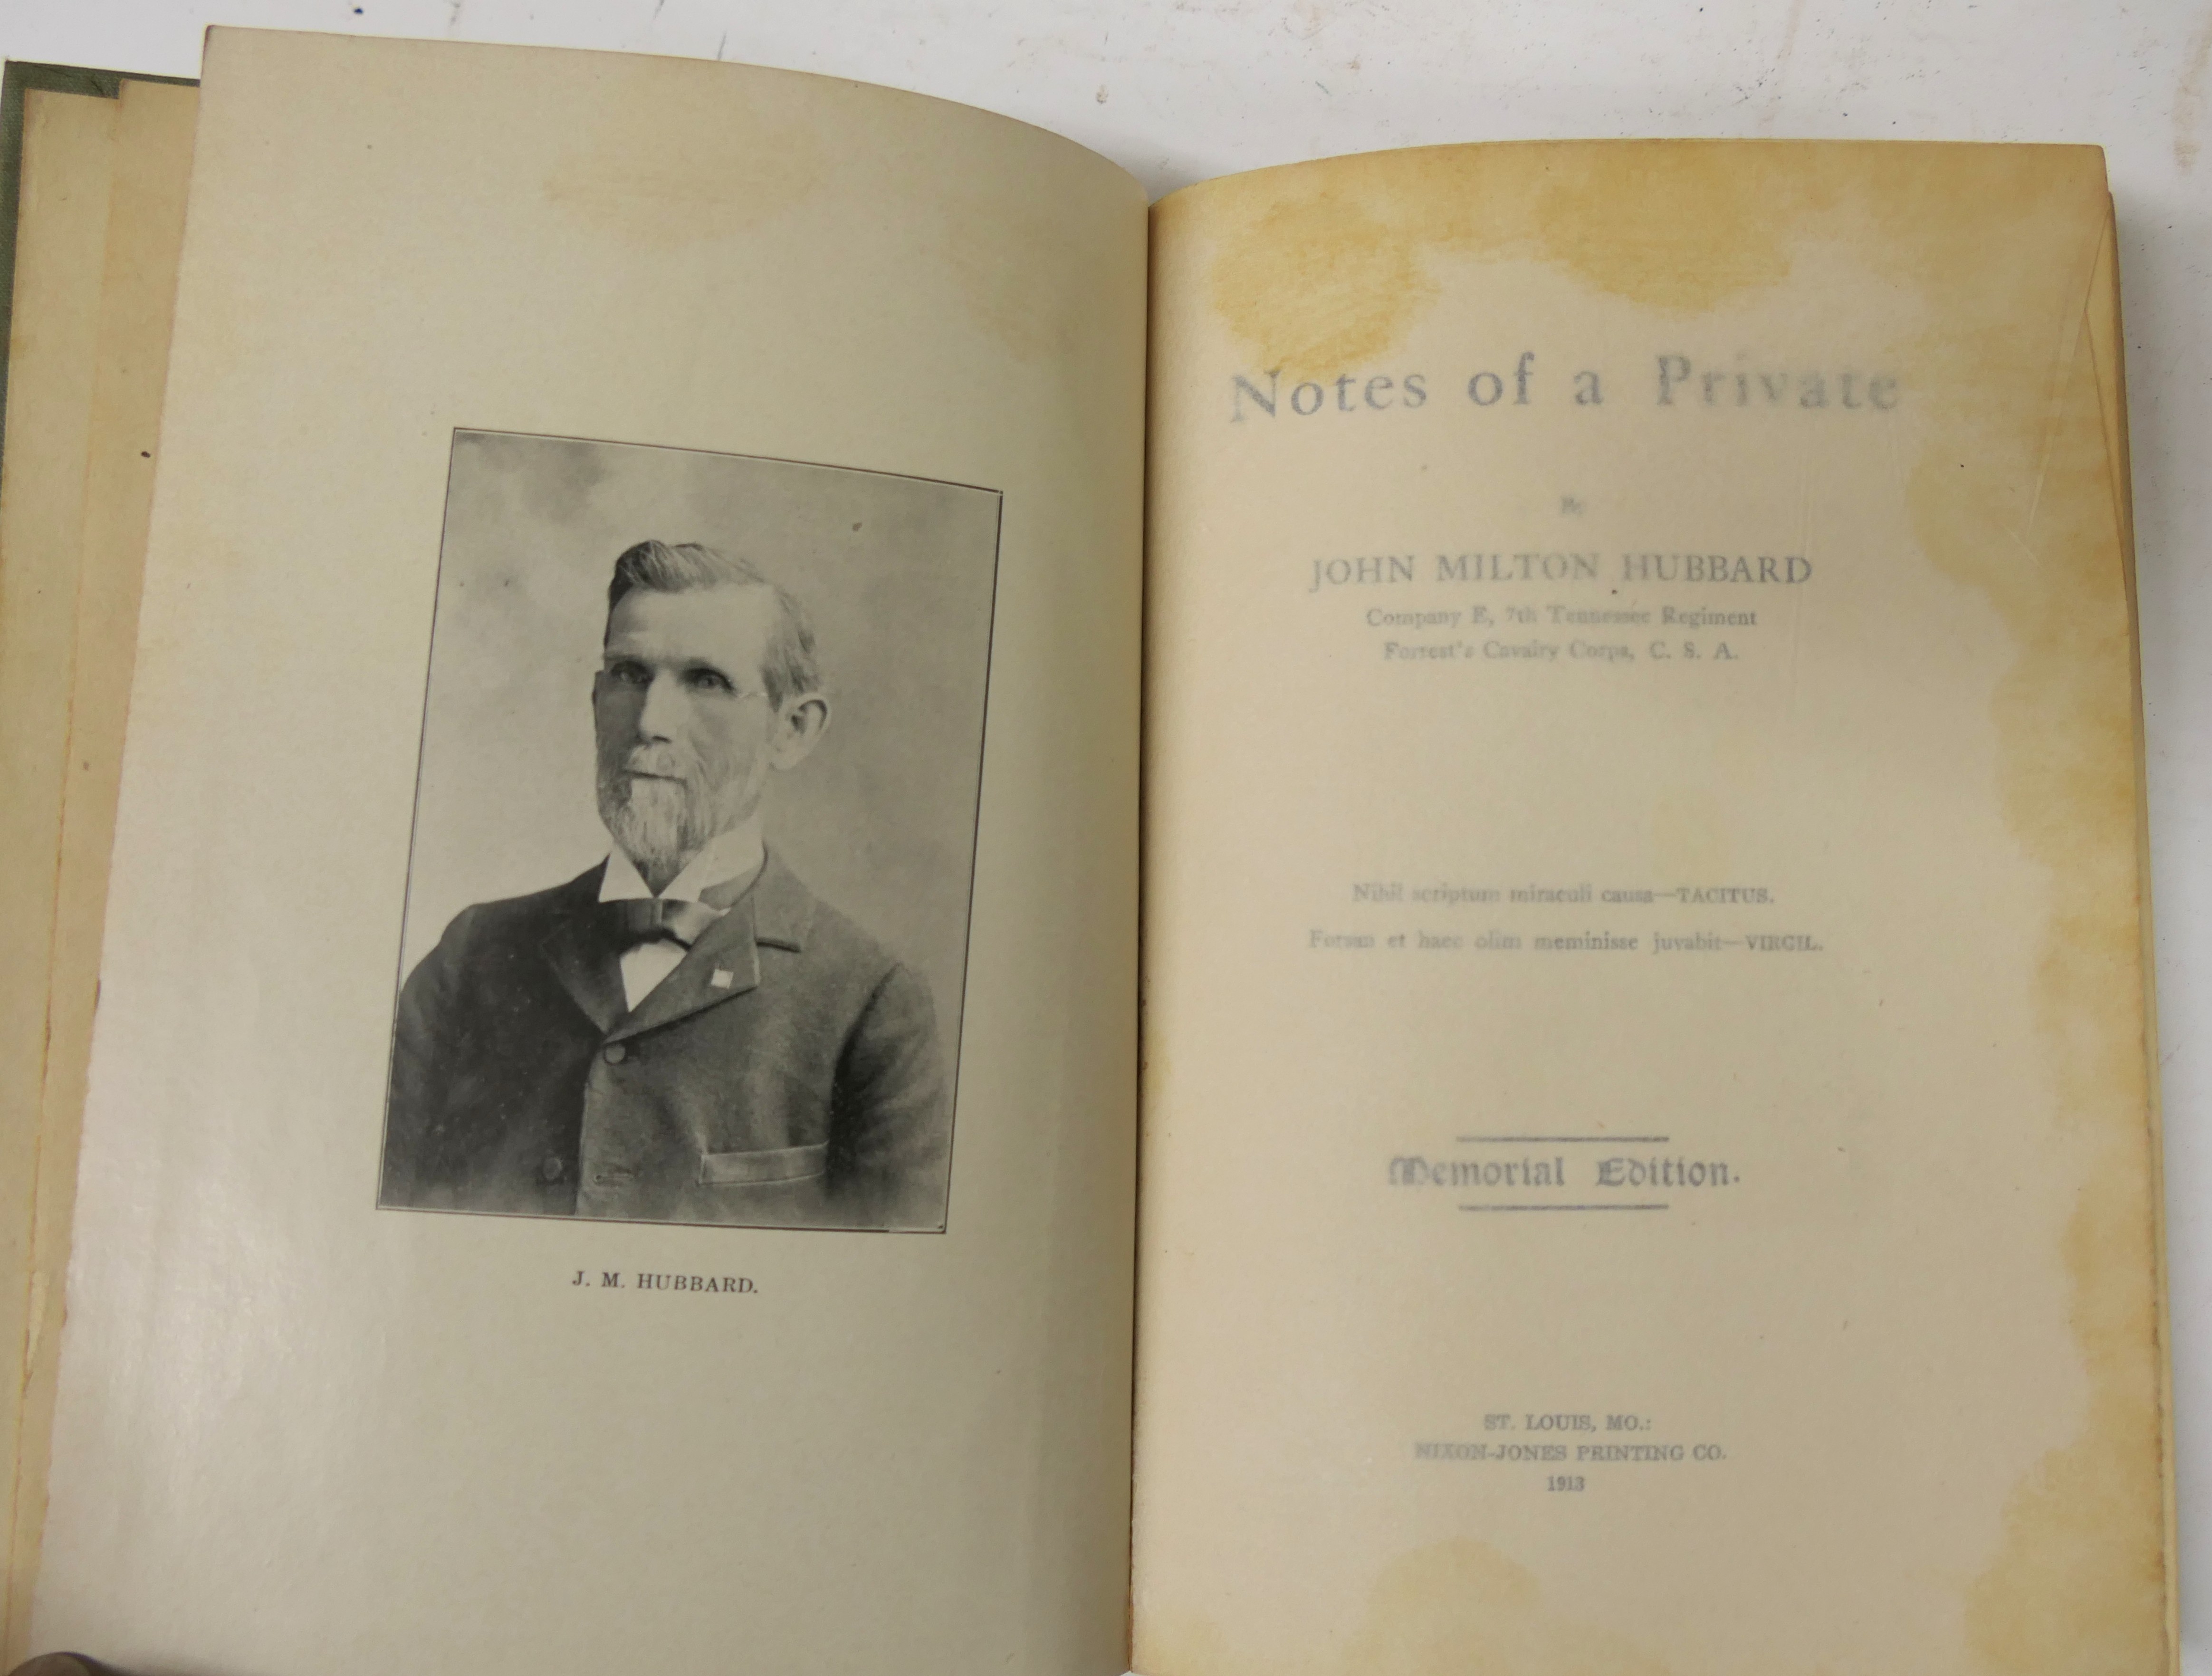 J. M. HUBBARD.
Notes of a Private
By
JOHN MILTON HUBBARD
Company E, 7th Tennessee Regiment
Forrest's Cavalry Corps, C. S. A.
Nihil scriptum miraculi causa—TACITUS.
Forsan et haec olim meminisse juvabit—VIRGIL.
Memorial Edition.
ST. LOUIS, MO.:
NIXON-JONES PRINTING CO.
1913